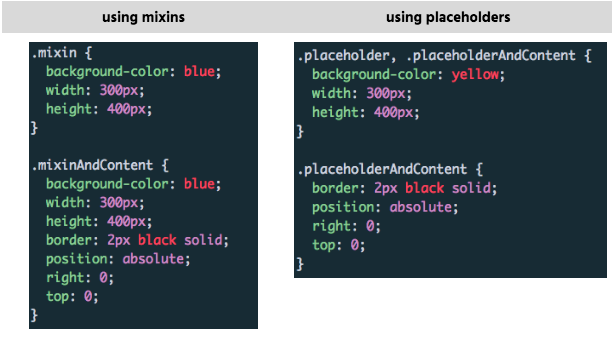 using mixins
.mixin {
background-color: blue;
width: 300px;
height: 400px;
}
.mixinAndContent {
background-color: blue;
width: 300px;
height: 400px;
border: 2px black solid;
position: absolute;
right: 0;
top: 0;
}
using placeholders
.placeholder, .placeholderAndContent {
background-color: yellow;
width: 300px;
height: 400px;
}
.placeholderAndContent {
border: 2px black solid;
position: absolute;
right: 0;
top: 0;
}